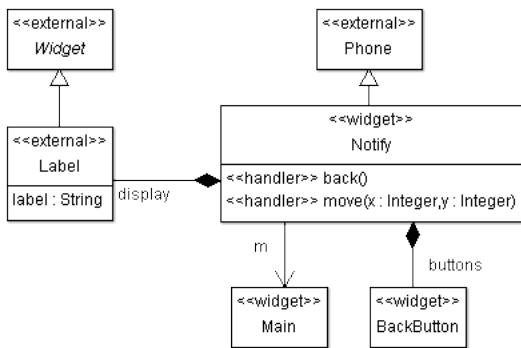 <<external>>
Widget
<<external>>
Phone
<<external>>
Label
label : String
display
<<widget>>
Notify
<<handler>> back()
<<handler>> move(x : Integer,y : Integer)
m
buttons
<<widget>>
Main
<<widget>>
BackButton